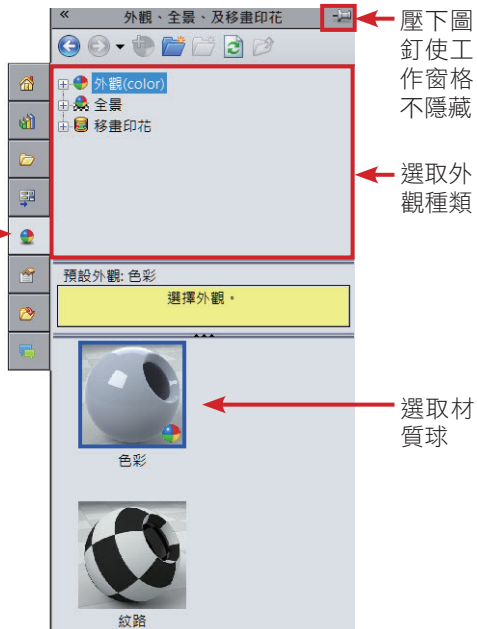 « 外觀、全景、及移畫印花
壓下圖
釘使工
作窗格
不隱藏
外觀(color)
全景
移畫印花
選取外
觀種類
預設外觀: 色彩
選擇外觀。
選取材
質球
色彩
紋路